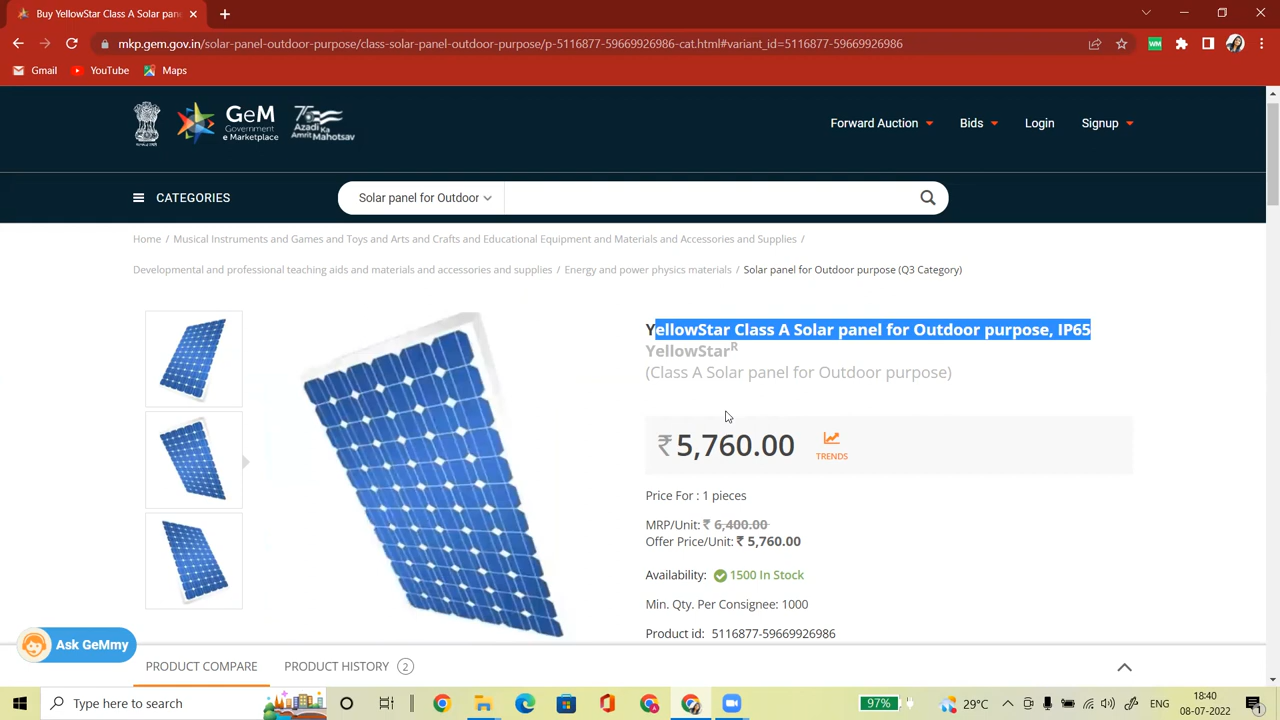 Buy YellowStar Class A Solar pan
mkp.gem.gov.in/solar-panel-outdoor-purpose/class-solar-panel-outdoor-purpose/p-5116877-59669926986-cat.html#variant_id=5116877-59669926986
Gmail YouTube Maps
GeM
Government
e Marketplace
75
Azadi Ka
Amrit Mahotsav
Forward Auction Bids Login Signup
CATEGORIES Solar panel for Outdoor
Home / Musical Instruments and Games and Toys and Arts and Crafts and Educational Equipment and Materials and Accessories and Supplies /
Developmental and professional teaching aids and materials and accessories and supplies / Energy and power physics materials / Solar panel for Outdoor purpose (Q3 Category)
YellowStar Class A Solar panel for Outdoor purpose, IP65
YellowStarR
(Class A Solar panel for Outdoor purpose)
₹ 5,760.00
TRENDS
Price For : 1 pieces
MRP/Unit: ₹ 6,400.00
Offer Price/Unit: ₹ 5,760.00
Availability: 1500 In Stock
Min. Qty. Per Consignee: 1000
Product id: 5116877-59669926986
Ask GeMmy
PRODUCT COMPARE PRODUCT HISTORY 2
Type here to search
97% 29°C ENG 18:40
08-07-2022 1